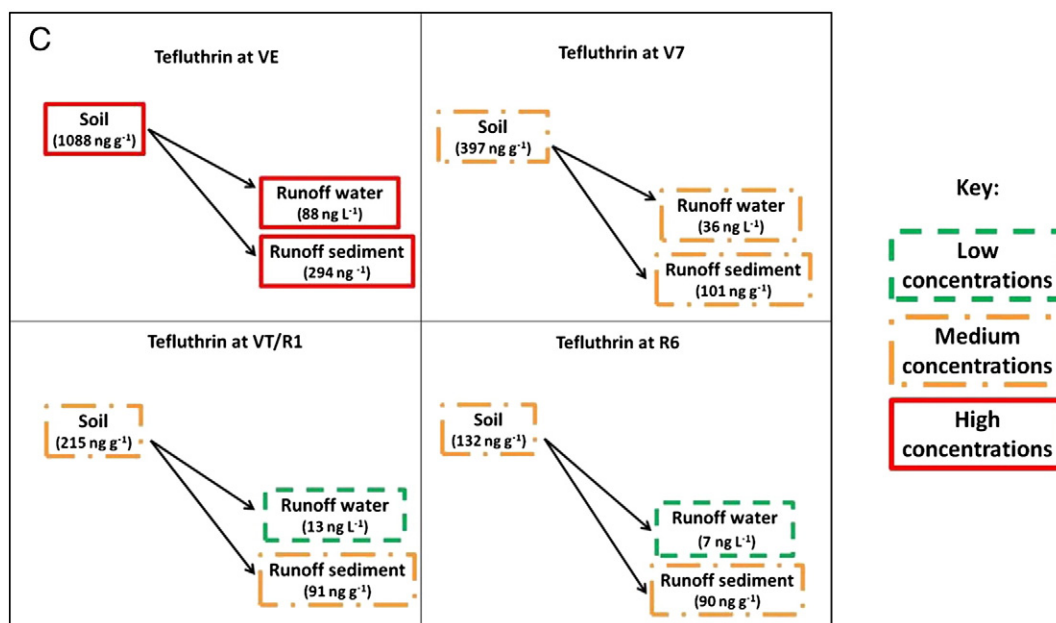 C
Tefluthrin at VE
Soil
(1088 ng g⁻¹)
Runoff water
(88 ng L⁻¹)
Runoff sediment
(294 ng ⁻¹)
Tefluthrin at V7
Soil
(397 ng g⁻¹)
Runoff water
(36 ng L⁻¹)
Runoff sediment
(101 ng g⁻¹)
Tefluthrin at VT/R1
Soil
(215 ng g⁻¹)
Runoff water
(13 ng L⁻¹)
Runoff sediment
(91 ng g⁻¹)
Tefluthrin at R6
Soil
(132 ng g⁻¹)
Runoff water
(7 ng L⁻¹)
Runoff sediment
(90 ng g⁻¹)
Key:
Low
concentrations
Medium
concentrations
High
concentrations